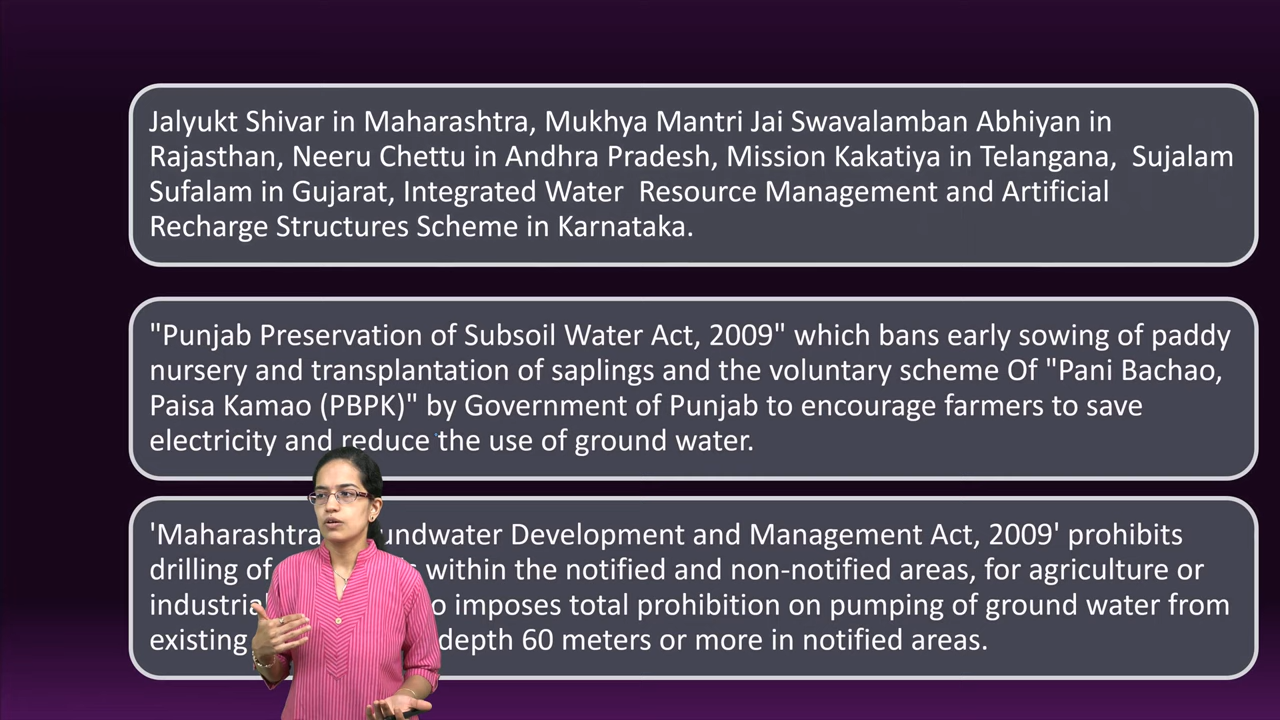 Jalyukt Shivar in Maharashtra, Mukhya Mantri Jai Swavalamban Abhiyan in
Rajasthan, Neeru Chettu in Andhra Pradesh, Mission Kakatiya in Telangana, Sujalam
Sufalam in Gujarat, Integrated Water Resource Management and Artificial
Recharge Structures Scheme in Karnataka.
"Punjab Preservation of Subsoil Water Act, 2009" which bans early sowing of paddy
nursery and transplantation of saplings and the voluntary scheme Of "Pani Bachao,
Paisa Kamao (PBPK)" by Government of Punjab to encourage farmers to save
electricity and reduce the use of ground water.
'Maharashtra Development and Management Act, 2009' prohibits
drilling of within the notified and non-notified areas, for agriculture or
imposes total prohibition on pumping of ground water from
existing depth 60 meters or more in notified areas.